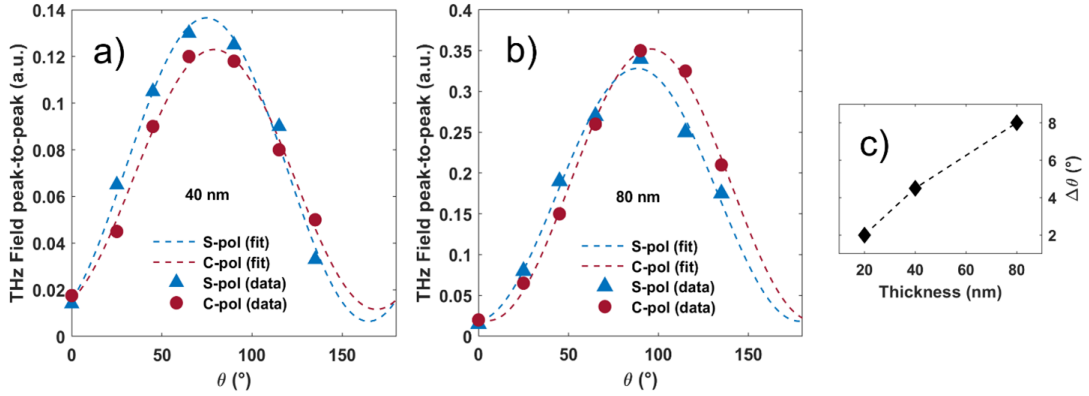 a)
THz Field peak-to-peak (a.u.)
0.14
0.12
0.1
0.08
0.06
0.04
0.02
0
40 nm
S-pol (fit)
C-pol (fit)
S-pol (data)
C-pol (data)
0
50
100
150
θ (°)
b)
THz Field peak-to-peak (a.u.)
0.4
0.35
0.3
0.25
0.2
0.15
0.1
0.05
0
80 nm
S-pol (fit)
C-pol (fit)
S-pol (data)
C-pol (data)
0
50
100
150
θ (°)
c)
8
6
4
2
Δθ (°)
20
40
60
80
Thickness (nm)